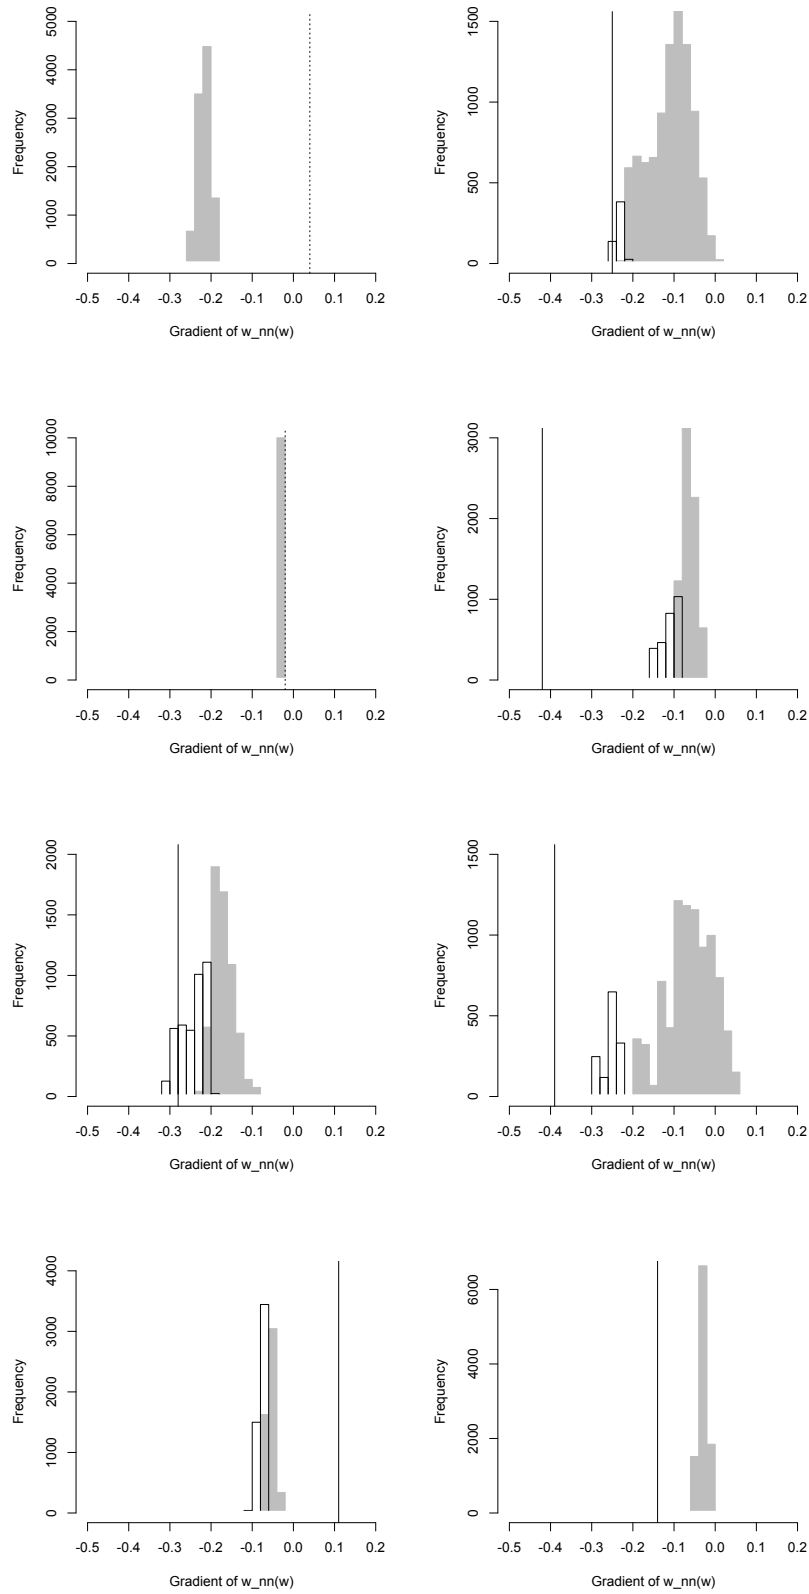 Frequency
0 1000 2000 3000 4000 5000
-0.5 -0.4 -0.3 -0.2 -0.1 0.0 0.1 0.2
Gradient of w_nn(w)
Frequency
0 500 1000 1500
-0.5 -0.4 -0.3 -0.2 -0.1 0.0 0.1 0.2
Gradient of w_nn(w)
Frequency
0 2000 4000 6000 8000 10000
-0.5 -0.4 -0.3 -0.2 -0.1 0.0 0.1 0.2
Gradient of w_nn(w)
Frequency
0 1000 2000 3000
-0.5 -0.4 -0.3 -0.2 -0.1 0.0 0.1 0.2
Gradient of w_nn(w)
Frequency
0 500 1000 1500 2000
-0.5 -0.4 -0.3 -0.2 -0.1 0.0 0.1 0.2
Gradient of w_nn(w)
Frequency
0 500 1000 1500
-0.5 -0.4 -0.3 -0.2 -0.1 0.0 0.1 0.2
Gradient of w_nn(w)
Frequency
0 1000 2000 3000 4000
-0.5 -0.4 -0.3 -0.2 -0.1 0.0 0.1 0.2
Gradient of w_nn(w)
Frequency
0 2000 4000 6000
-0.5 -0.4 -0.3 -0.2 -0.1 0.0 0.1 0.2
Gradient of w_nn(w)